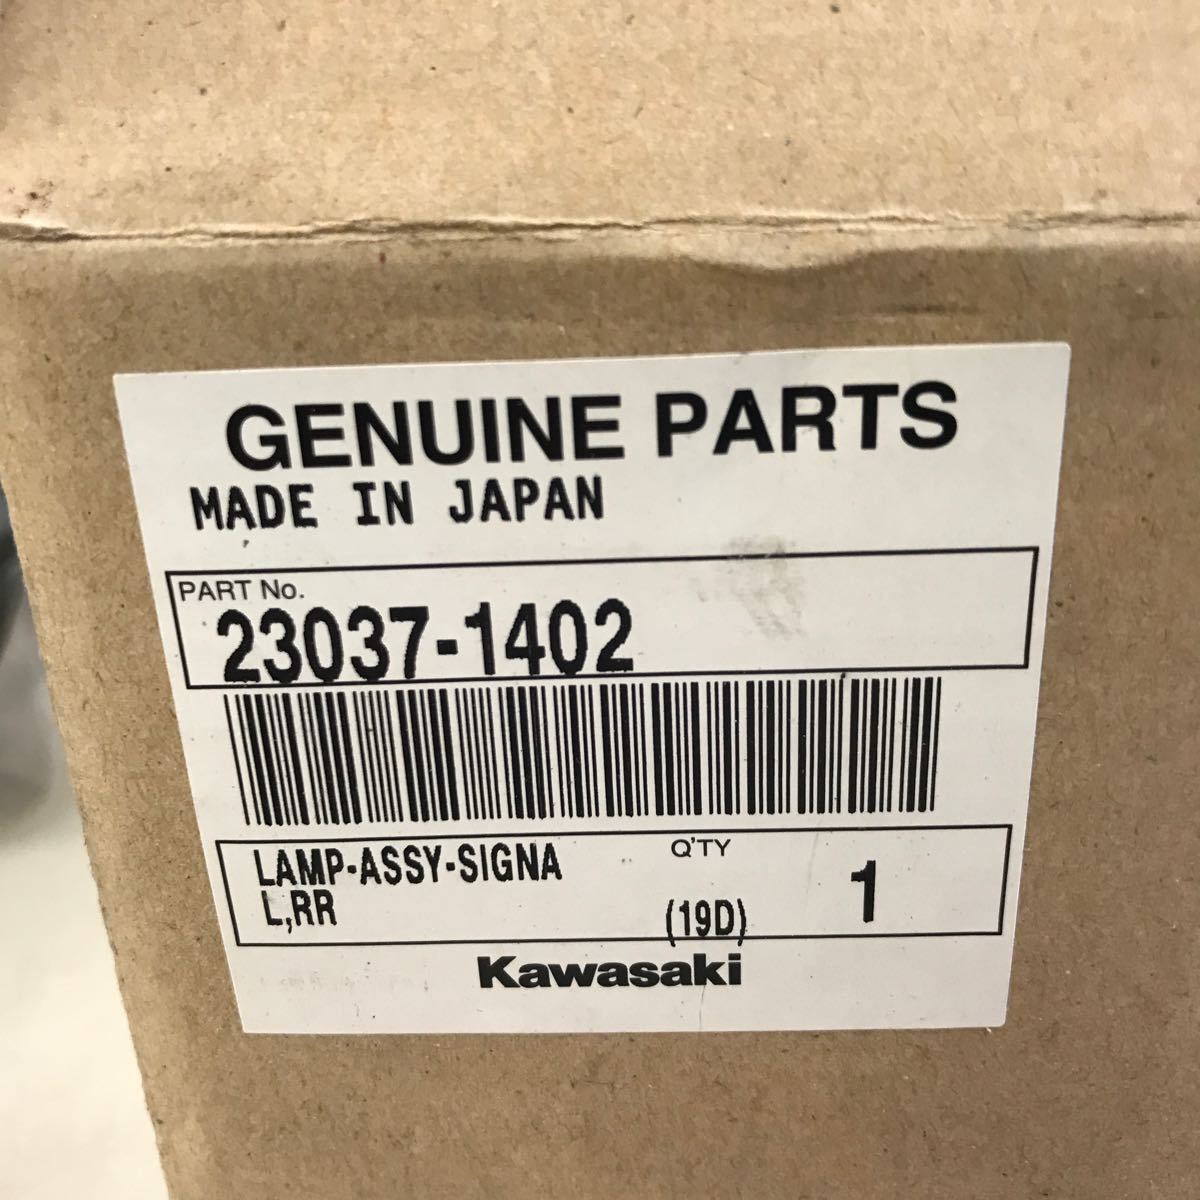 GENUINE PARTS
MADE IN JAPAN
PART No.
23037-1402
LAMP-ASSY-SIGNA
L,RR
Q'TY
(19D)
1
Kawasaki